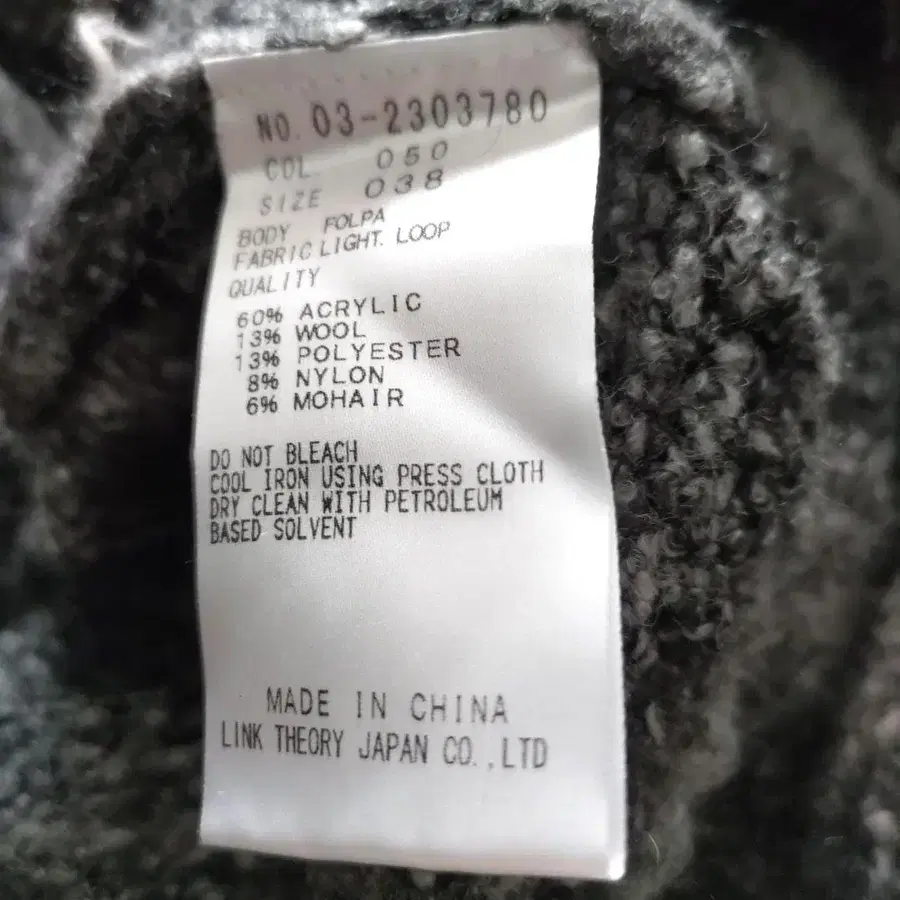 NO. 03-2303780
COL. 050
SIZE 038
BODY FOLPA
FABRIC LIGHT. LOOP
QUALITY
60% ACRYLIC
13% WOOL
13% POLYESTER
8% NYLON
6% MOHAIR
DO NOT BLEACH
COOL IRON USING PRESS CLOTH
DRY CLEAN WITH PETROLEUM
BASED SOLVENT
MADE IN CHINA
LINK THEORY JAPAN CO.,LTD